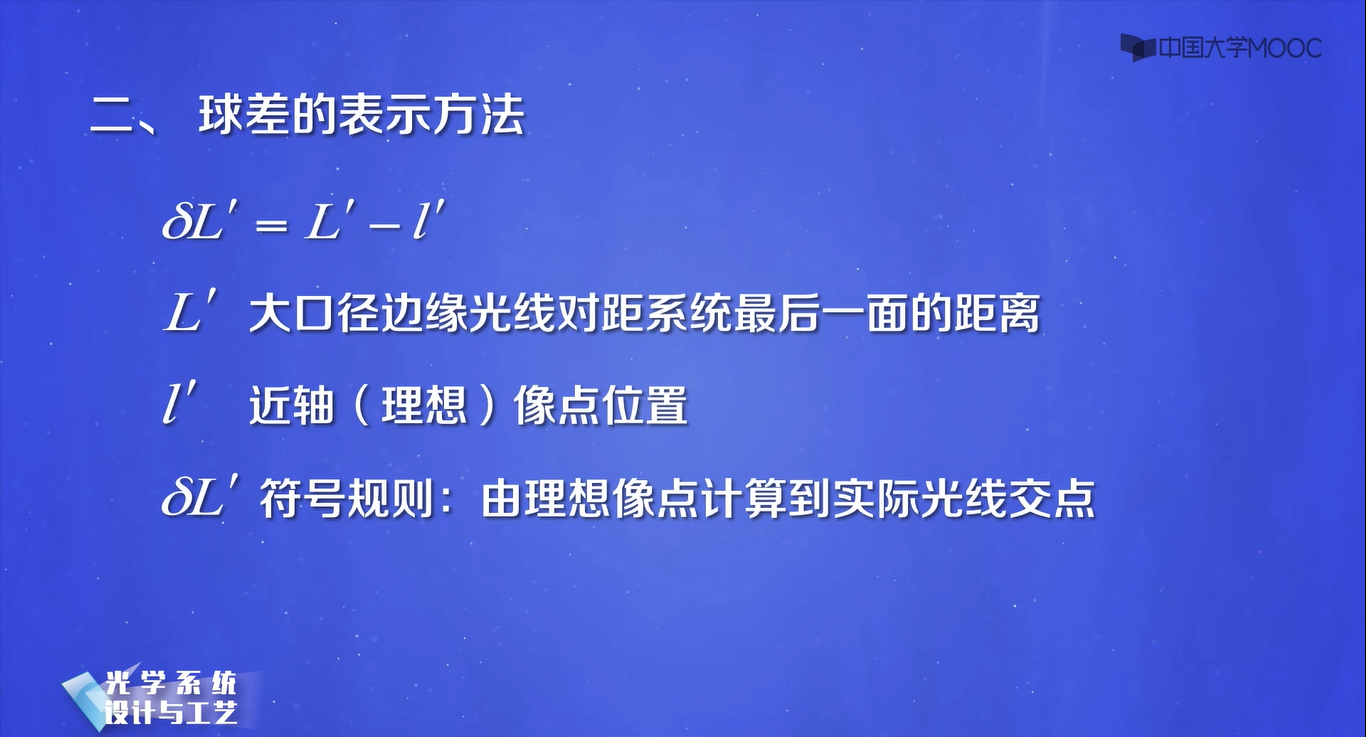 中国大学MOOC
二、 球差的表示方法
δL′ = L′ − l′
L′ 大口径边缘光线对距系统最后一面的距离
l′ 近轴（理想）像点位置
δL′ 符号规则：由理想像点计算到实际光线交点
光学系统
设计与工艺